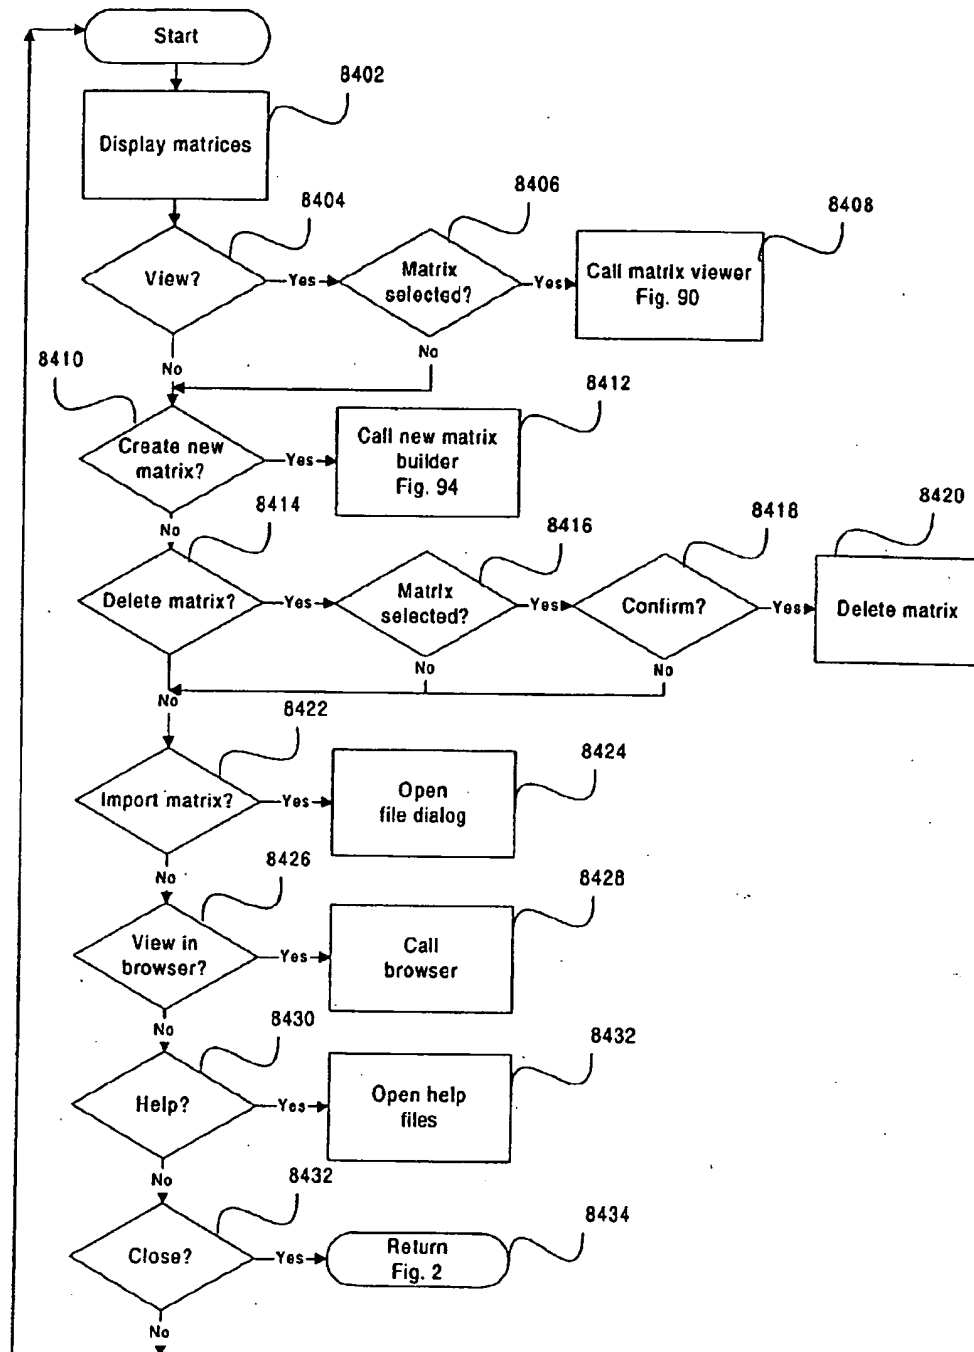 Start
8402
Display matrices
8404
8406
8408
View?
Yes
Matrix
selected?
Yes
Call matrix viewer
Fig. 90
No
No
8410
8412
Create new
matrix?
Yes
Call new matrix
builder
Fig. 94
No
8414
8416
8418
8420
Delete matrix?
Yes
Matrix
selected?
Yes
Confirm?
Yes
Delete matrix
No
No
No
8422
8424
Import matrix?
Yes
Open
file dialog
No
8426
8428
View in
browser?
Yes
Call
browser
No
8430
8432
Help?
Yes
Open help
files
No
8432
8434
Close?
Yes
Return
Fig. 2
No